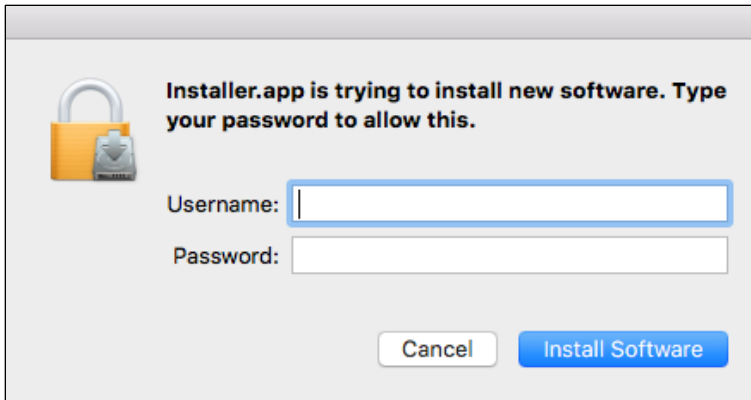 Installer.app is trying to install new software. Type
your password to allow this.
Username:
Password:
Cancel
Install Software